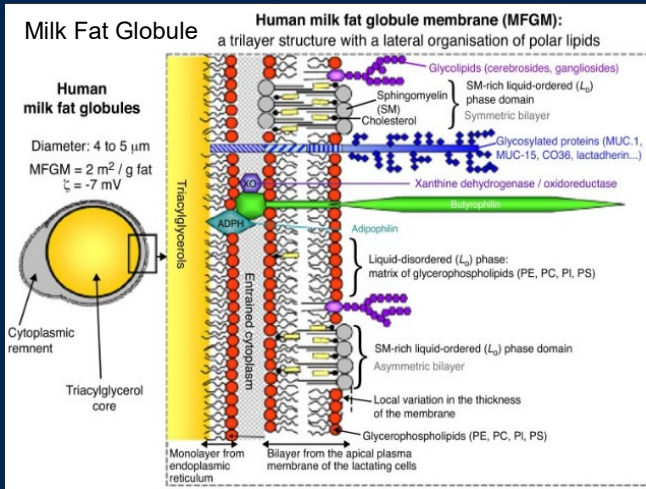 Milk Fat Globule
Human milk fat globule membrane (MFGM):
a trilayer structure with a lateral organisation of polar lipids
Human
milk fat globules
Diameter: 4 to 5 μm
MFGM = 2 m² / g fat
ζ = -7 mV
Cytoplasmic
remnent
Triacylglycerol
core
Triacylglycerols
Entrained cytoplasm
XO
ADPH
Glycolipids (cerebrosides, gangliosides)
Sphingomyelin
(SM)
Cholesterol
SM-rich liquid-ordered (Lo)
phase domain
Symmetric bilayer
Glycosylated proteins (MUC.1,
MUC-15, CO36, lactadherin...)
Xanthine dehydrogenase / oxidoreductase
Butyrophilin
Adipophilin
Liquid-disordered (Lo) phase:
matrix of glycerophospholipids (PE, PC, PI, PS)
SM-rich liquid-ordered (Lo) phase domain
Asymmetric bilayer
Local variation in the thickness
of the membrane
Glycerophospholipids (PE, PC, PI, PS)
Monolayer from
endoplasmic
reticulum
Bilayer from the apical plasma
membrane of the lactating cells